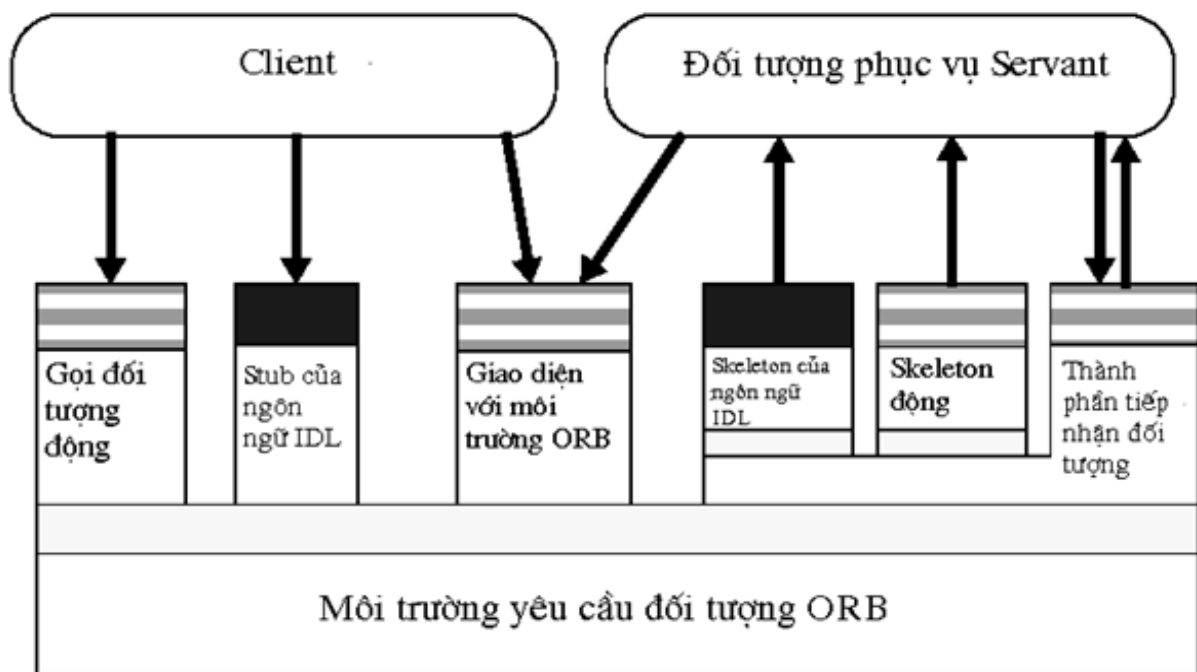 Client
Đối tượng phục vụ Servant
Gọi đối
tượng
động
Stub của
ngôn
ngữ IDL
Giao diện
với môi
trường ORB
Skeleton của
ngôn ngữ
IDL
Skeleton
động
Thành
phần tiếp
nhận đối
tượng
Môi trường yêu cầu đối tượng ORB